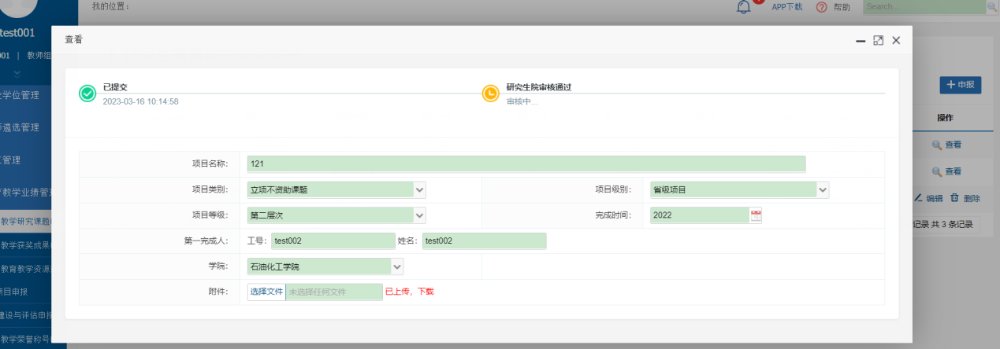 我的位置：
APP下载
帮助
Search...
test001
001 | 教师组
学位管理
遴选管理
管理
教学业绩管理
教学研究课题
教学获奖成果
教育教学资源
项目申报
建设与评估申报
教学荣誉称号
查看
已提交
2023-03-16 10:14:58
研究生院审核通过
审核中...
项目名称： 121
项目类别： 立项不资助课题 项目级别： 省级项目
项目等级： 第二层次 完成时间： 2022
第一完成人： 工号： test002 姓名： test002
学院： 石油化工学院
附件： 选择文件 未选择任何文件 已上传，下载
申报
操作
查看
查看
编辑 删除
记录 共 3 条记录